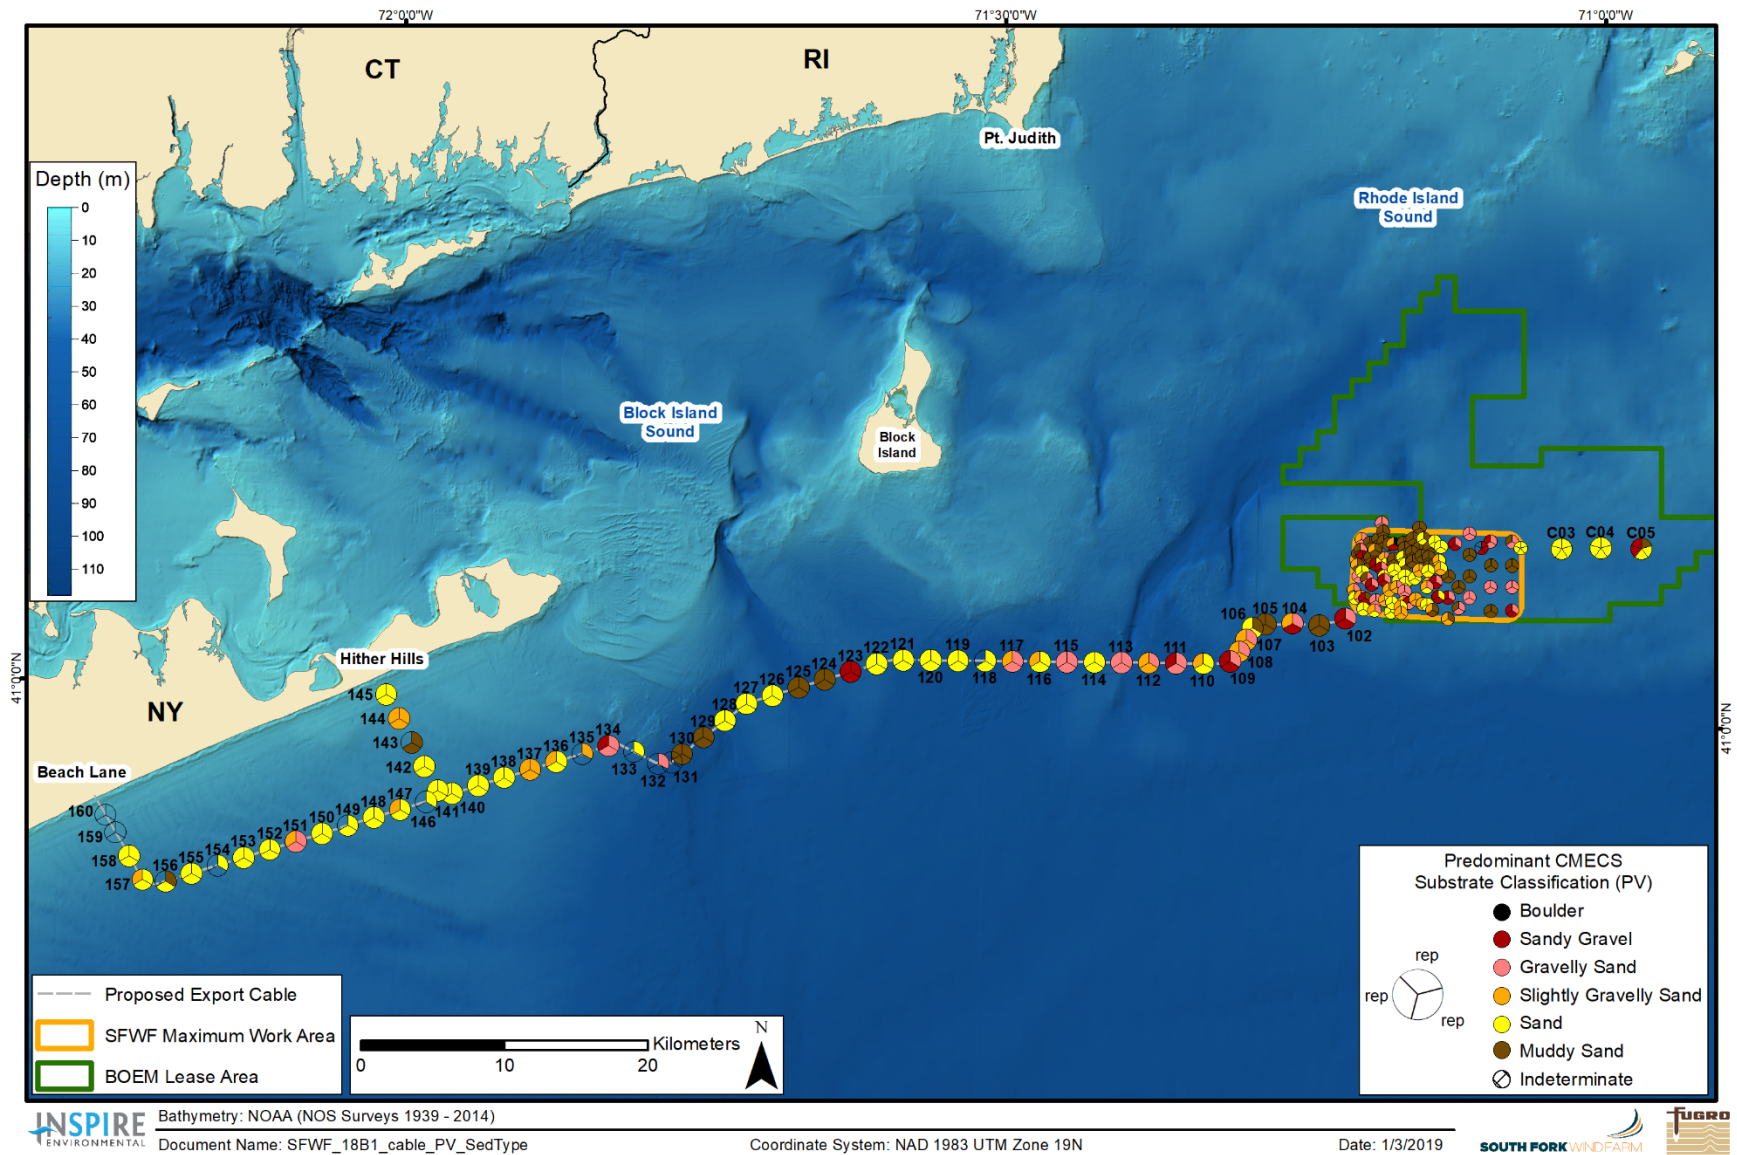 72°0'0"W
71°30'0"W
71°0'0"W
CT
RI
Pt. Judith
Depth (m)
0
10
20
30
40
50
60
70
80
90
100
110
Rhode Island
Sound
Block Island
Sound
Block
Island
C03
C04
C05
106
105
104
103
102
107
108
109
122
121
120
119
118
117
116
115
114
113
112
111
110
123
124
125
126
127
128
129
130
131
132
133
134
135
136
137
138
139
140
141
Hither Hills
145
144
143
142
NY
41°0'0"N
41°0'0"N
Beach Lane
160
159
158
157
156
155
154
153
152
151
150
149
148
147
146
Proposed Export Cable
SFWF Maximum Work Area
BOEM Lease Area
0
10
20
Kilometers
N
Predominant CMECS
Substrate Classification (PV)
rep
rep
rep
Boulder
Sandy Gravel
Gravelly Sand
Slightly Gravelly Sand
Sand
Muddy Sand
Indeterminate
INSPIRE
ENVIRONMENTAL
Bathymetry: NOAA (NOS Surveys 1939 - 2014)
Document Name: SFWF_18B1_cable_PV_SedType
Coordinate System: NAD 1983 UTM Zone 19N
Date: 1/3/2019
SOUTH FORK WINDFARM
FUGRO